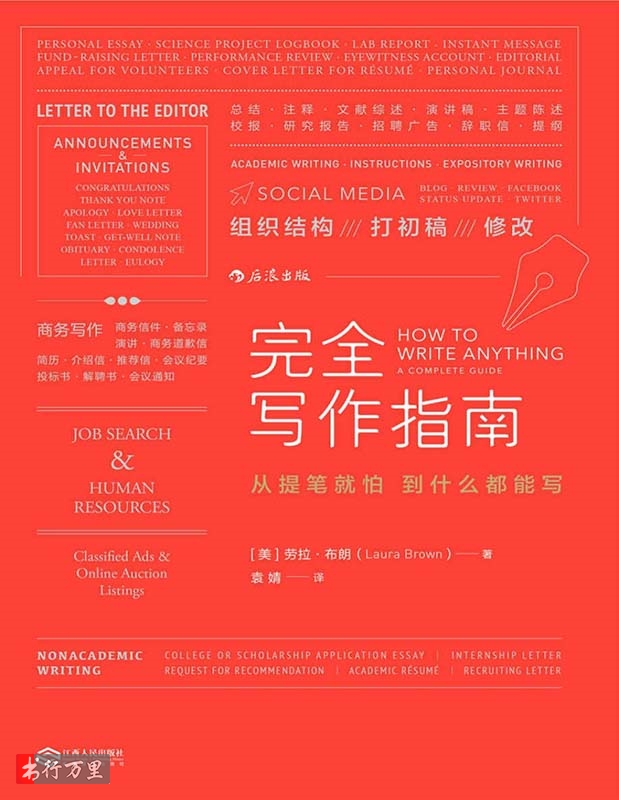 PERSONAL ESSAY · SCIENCE PROJECT LOGBOOK · LAB REPORT · INSTANT MESSAGE
FUND-RAISING LETTER · PERFORMANCE REVIEW · EYEWITNESS ACCOUNT · EDITORIAL
APPEAL FOR VOLUNTEERS · COVER LETTER FOR RÉSUMÉ · PERSONAL JOURNAL
LETTER TO THE EDITOR
ANNOUNCEMENTS
&
INVITATIONS
CONGRATULATIONS
THANK YOU NOTE
APOLOGY · LOVE LETTER
FAN LETTER · WEDDING
TOAST · GET-WELL NOTE
OBITUARY · CONDOLENCE
LETTER · EULOGY
总结 · 注释 · 文献综述 · 演讲稿 · 主题陈述
校报 · 研究报告 · 招聘广告 · 辞职信 · 提纲
ACADEMIC WRITING · INSTRUCTIONS · EXPOSITORY WRITING
SOCIAL MEDIA
BLOG · REVIEW · FACEBOOK
STATUS UPDATE · TWITTER
组织结构 /// 打初稿 /// 修改
后浪出版
商务写作
商务信件 · 备忘录
演讲 · 商务道歉信
简历 · 介绍信 · 推荐信 · 会议纪要
投标书 · 解聘书 · 会议通知
完全
写作指南
HOW TO
WRITE ANYTHING
A COMPLETE GUIDE
从提笔就怕 到什么都能写
JOB SEARCH
&
HUMAN
RESOURCES
Classified Ads &
Online Auction
Listings
[美] 劳拉 · 布朗（Laura Brown）—— 著
袁婧 —— 译
NONACADEMIC
WRITING
COLLEGE OR SCHOLARSHIP APPLICATION ESSAY | INTERNSHIP LETTER
REQUEST FOR RECOMMENDATION | ACADEMIC RÉSUMÉ | RECRUITING LETTER
江西人民出版社
书行万里